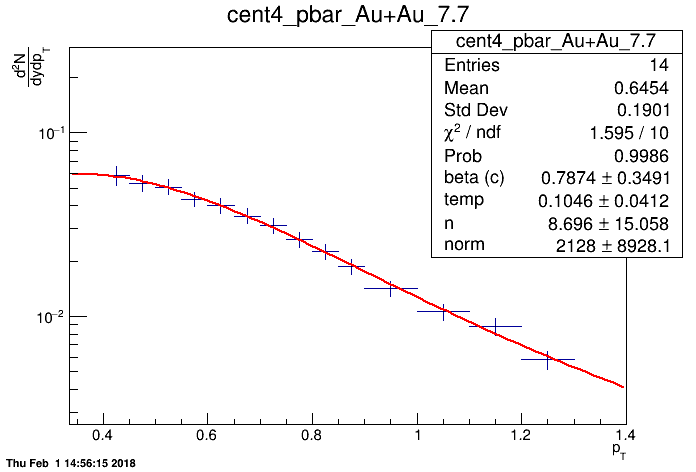 cent4_pbar_Au+Au_7.7
d²N
dydp_T
cent4_pbar_Au+Au_7.7
Entries 14
Mean 0.6454
Std Dev 0.1901
χ² / ndf 1.595 / 10
Prob 0.9986
beta (c) 0.7874 ± 0.3491
temp 0.1046 ± 0.0412
n 8.696 ± 15.058
norm 2128 ± 8928.1
10⁻¹
10⁻²
0.4 0.6 0.8 1 1.2 1.4
p_T
Thu Feb 1 14:56:15 2018